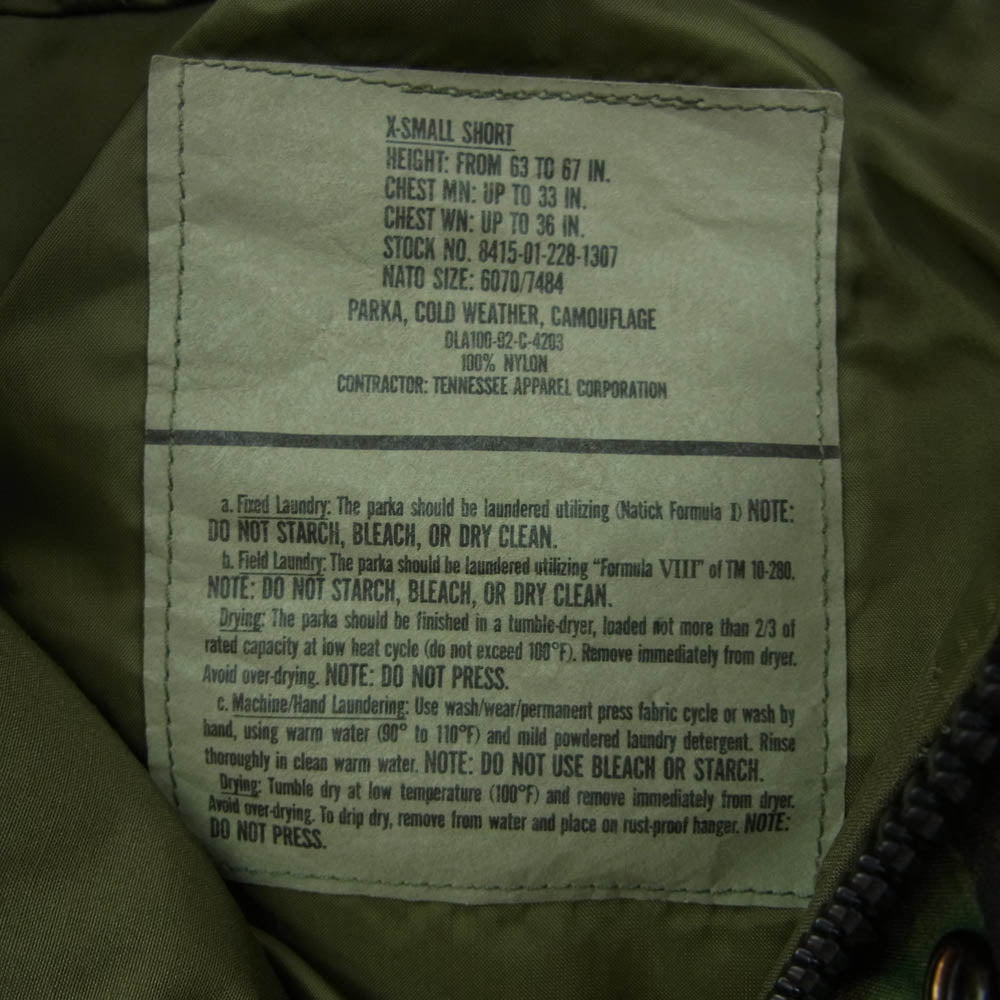 X-SMALL SHORT
HEIGHT: FROM 63 TO 67 IN.
CHEST MN: UP TO 33 IN.
CHEST WN: UP TO 36 IN.
STOCK NO. 8415-01-228-1307
NATO SIZE: 6070/7484
PARKA, COLD WEATHER, CAMOUFLAGE
DLA100-92-C-4203
100% NYLON
CONTRACTOR: TENNESSEE APPAREL CORPORATION
a. Fixed Laundry: The parka should be laundered utilizing (Natick Formula I) NOTE:
DO NOT STARCH, BLEACH, OR DRY CLEAN.
b. Field Laundry: The parka should be laundered utilizing "Formula VIII" of TM 10-280.
NOTE: DO NOT STARCH, BLEACH, OR DRY CLEAN.
Drying: The parka should be finished in a tumble-dryer, loaded not more than 2/3 of
rated capacity at low heat cycle (do not exceed 100°F). Remove immediately from dryer.
Avoid over-drying. NOTE: DO NOT PRESS.
c. Machine/Hand Laundering: Use wash/wear/permanent press fabric cycle or wash by
hand, using warm water (90° to 110°F) and mild powdered laundry detergent. Rinse
thoroughly in clean warm water. NOTE: DO NOT USE BLEACH OR STARCH.
Drying: Tumble dry at low temperature (100°F) and remove immediately from dryer.
Avoid over-drying. To drip dry, remove from water and place on rust-proof hanger. NOTE:
DO NOT PRESS.